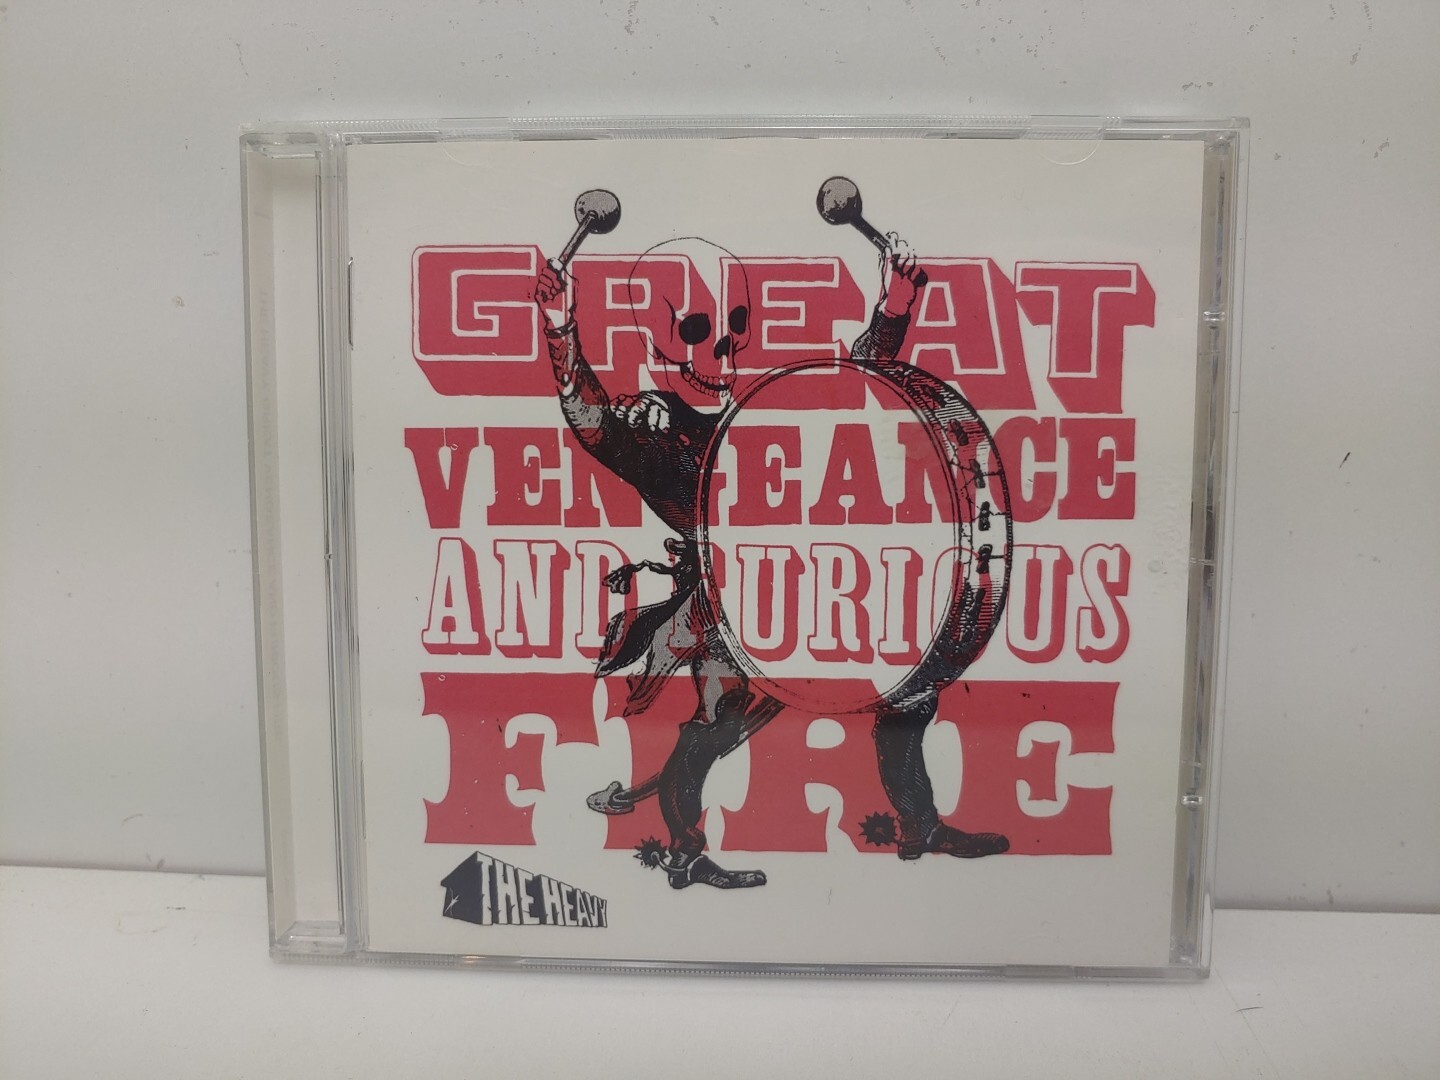 GREAT
VENGEANCE
AND FURIOUS
FIRE
THE HEAVY